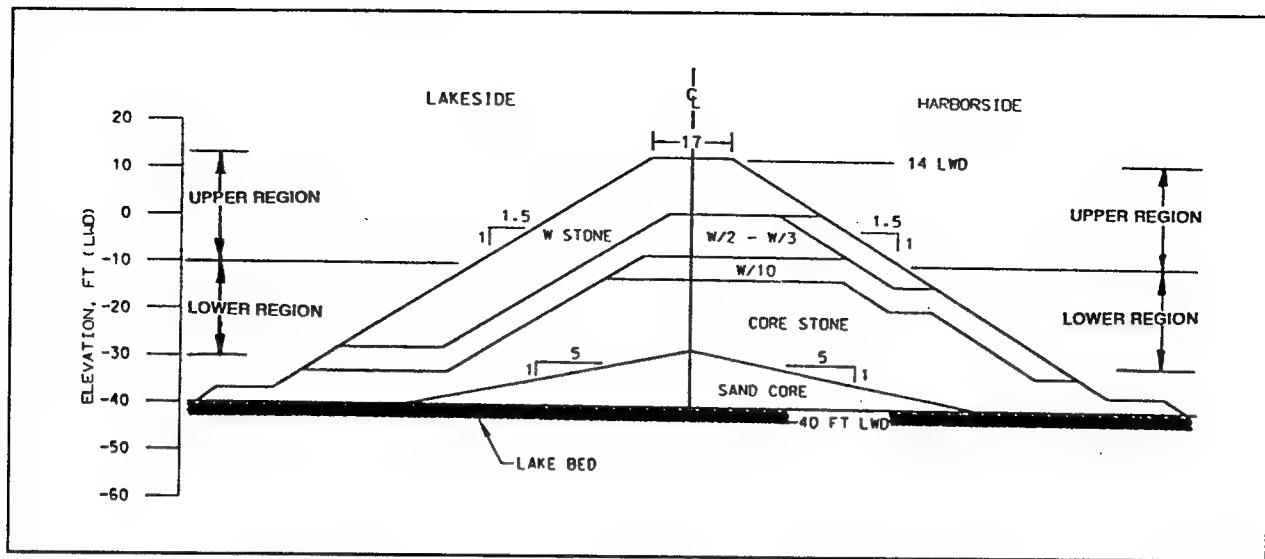 LAKESIDE
℄
HARBORSIDE
20
10
0
-10
-20
-30
-40
-50
-60
ELEVATION, FT (LWD)
17
14 LWD
UPPER REGION
LOWER REGION
1.5
1
W STONE
W/2 - W/3
W/10
1.5
1
UPPER REGION
LOWER REGION
CORE STONE
5
1
5
1
SAND CORE
-40 FT LWD
LAKE BED